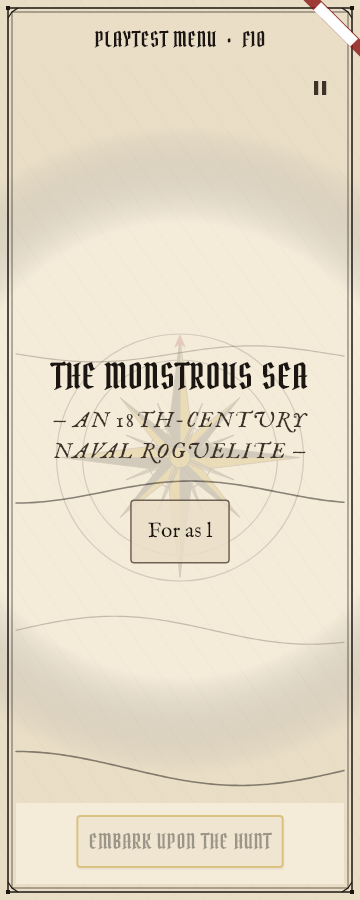 PLAYTEST MENU · F10
THE MONSTROUS SEA
– AN 18TH-CENTURY
NAVAL ROGUELITE –
For as l
EMBARK UPON THE HUNT